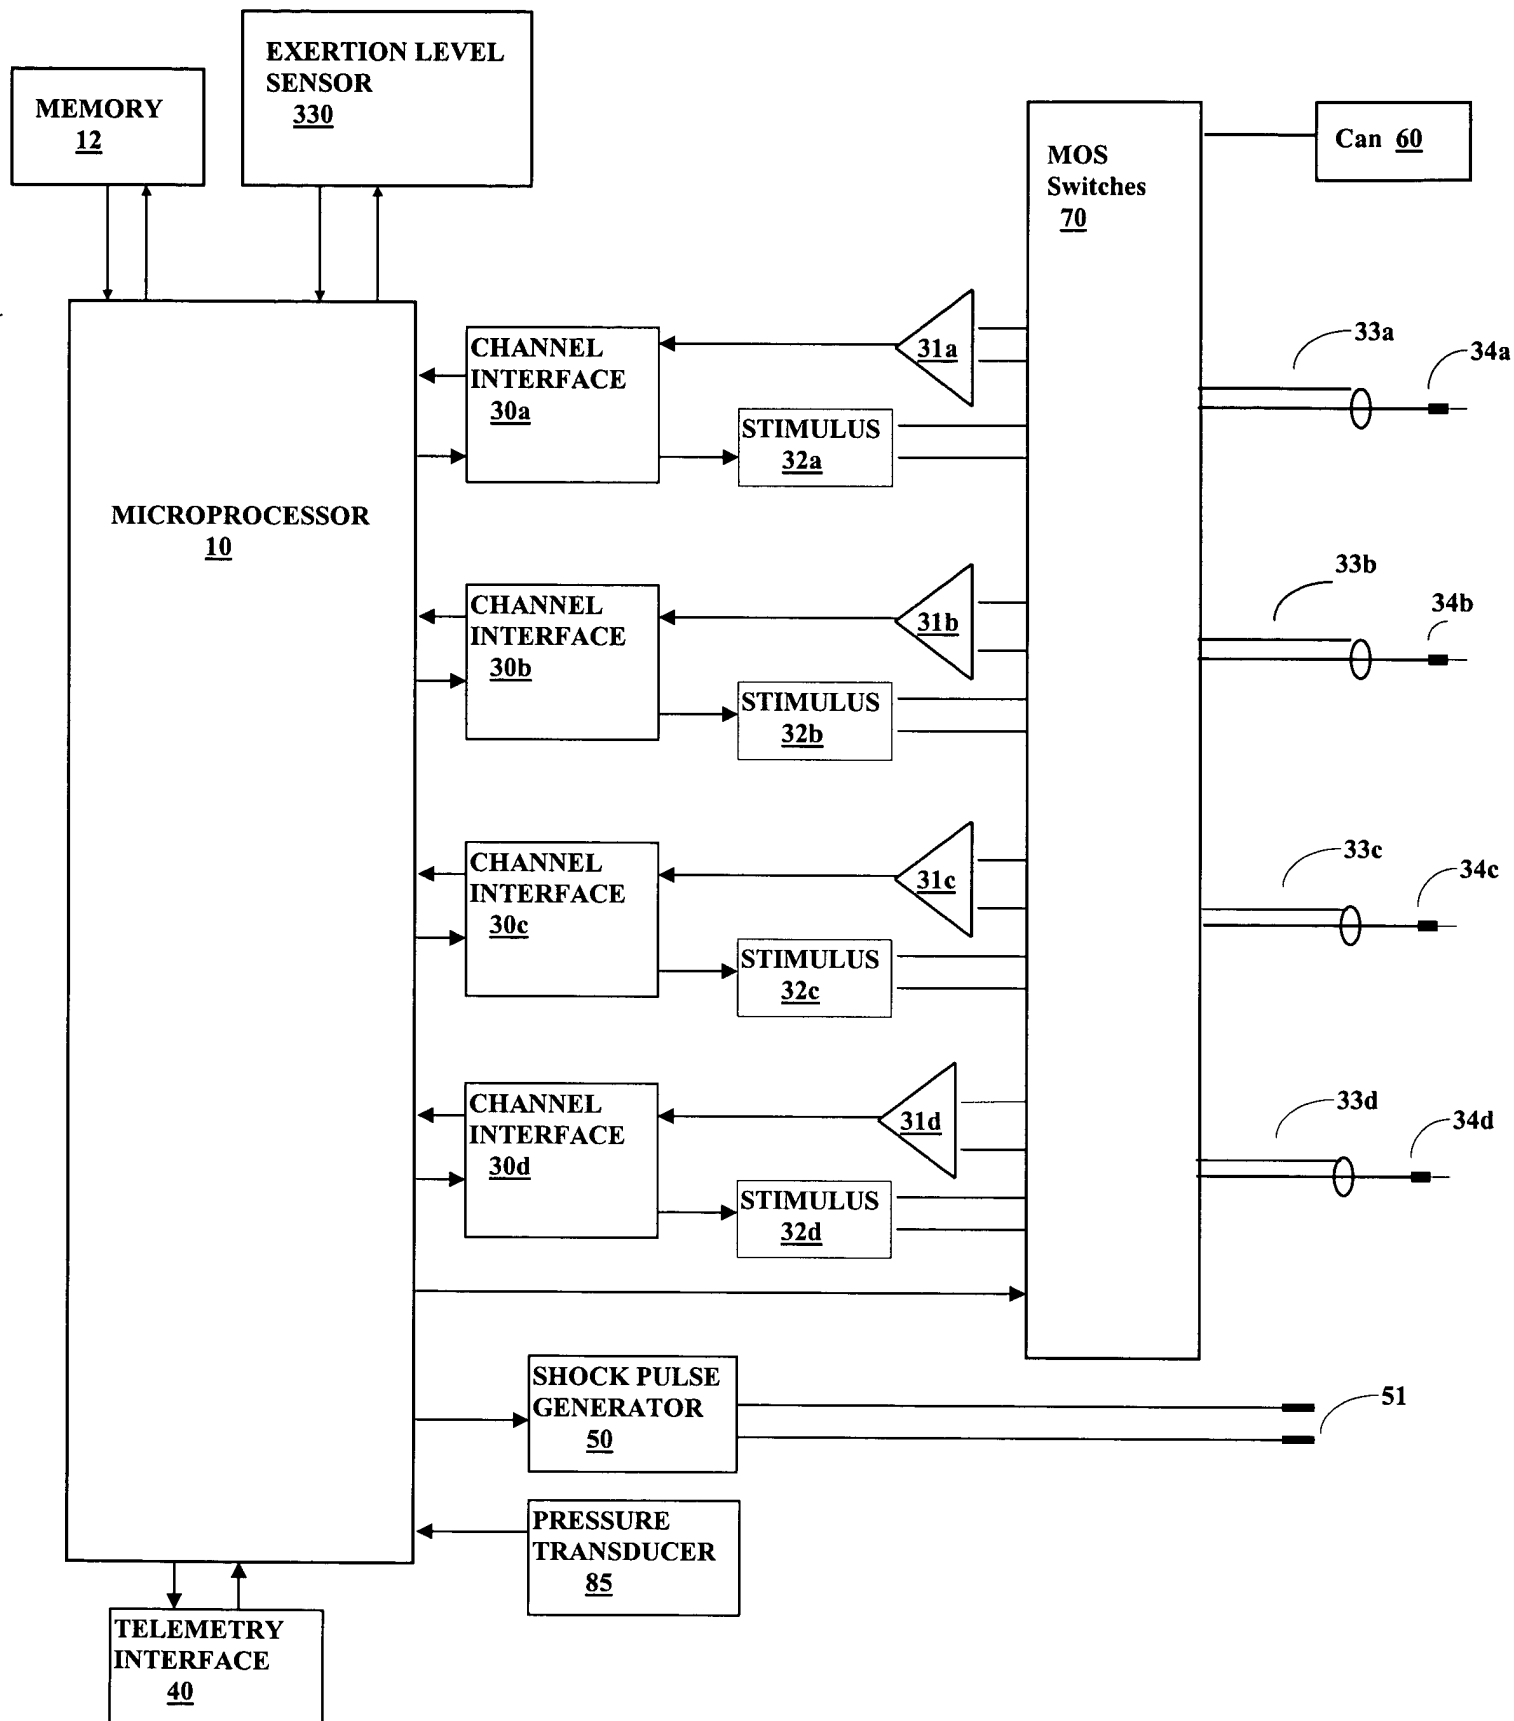 EXERTION LEVEL
SENSOR
330
MEMORY
12
MOS
Switches
70
Can 60
CHANNEL
INTERFACE
30a
31a
STIMULUS
32a
33a
34a
MICROPROCESSOR
10
CHANNEL
INTERFACE
30b
31b
STIMULUS
32b
33b
34b
CHANNEL
INTERFACE
30c
31c
STIMULUS
32c
33c
34c
CHANNEL
INTERFACE
30d
31d
STIMULUS
32d
33d
34d
SHOCK PULSE
GENERATOR
50
51
PRESSURE
TRANSDUCER
85
TELEMETRY
INTERFACE
40